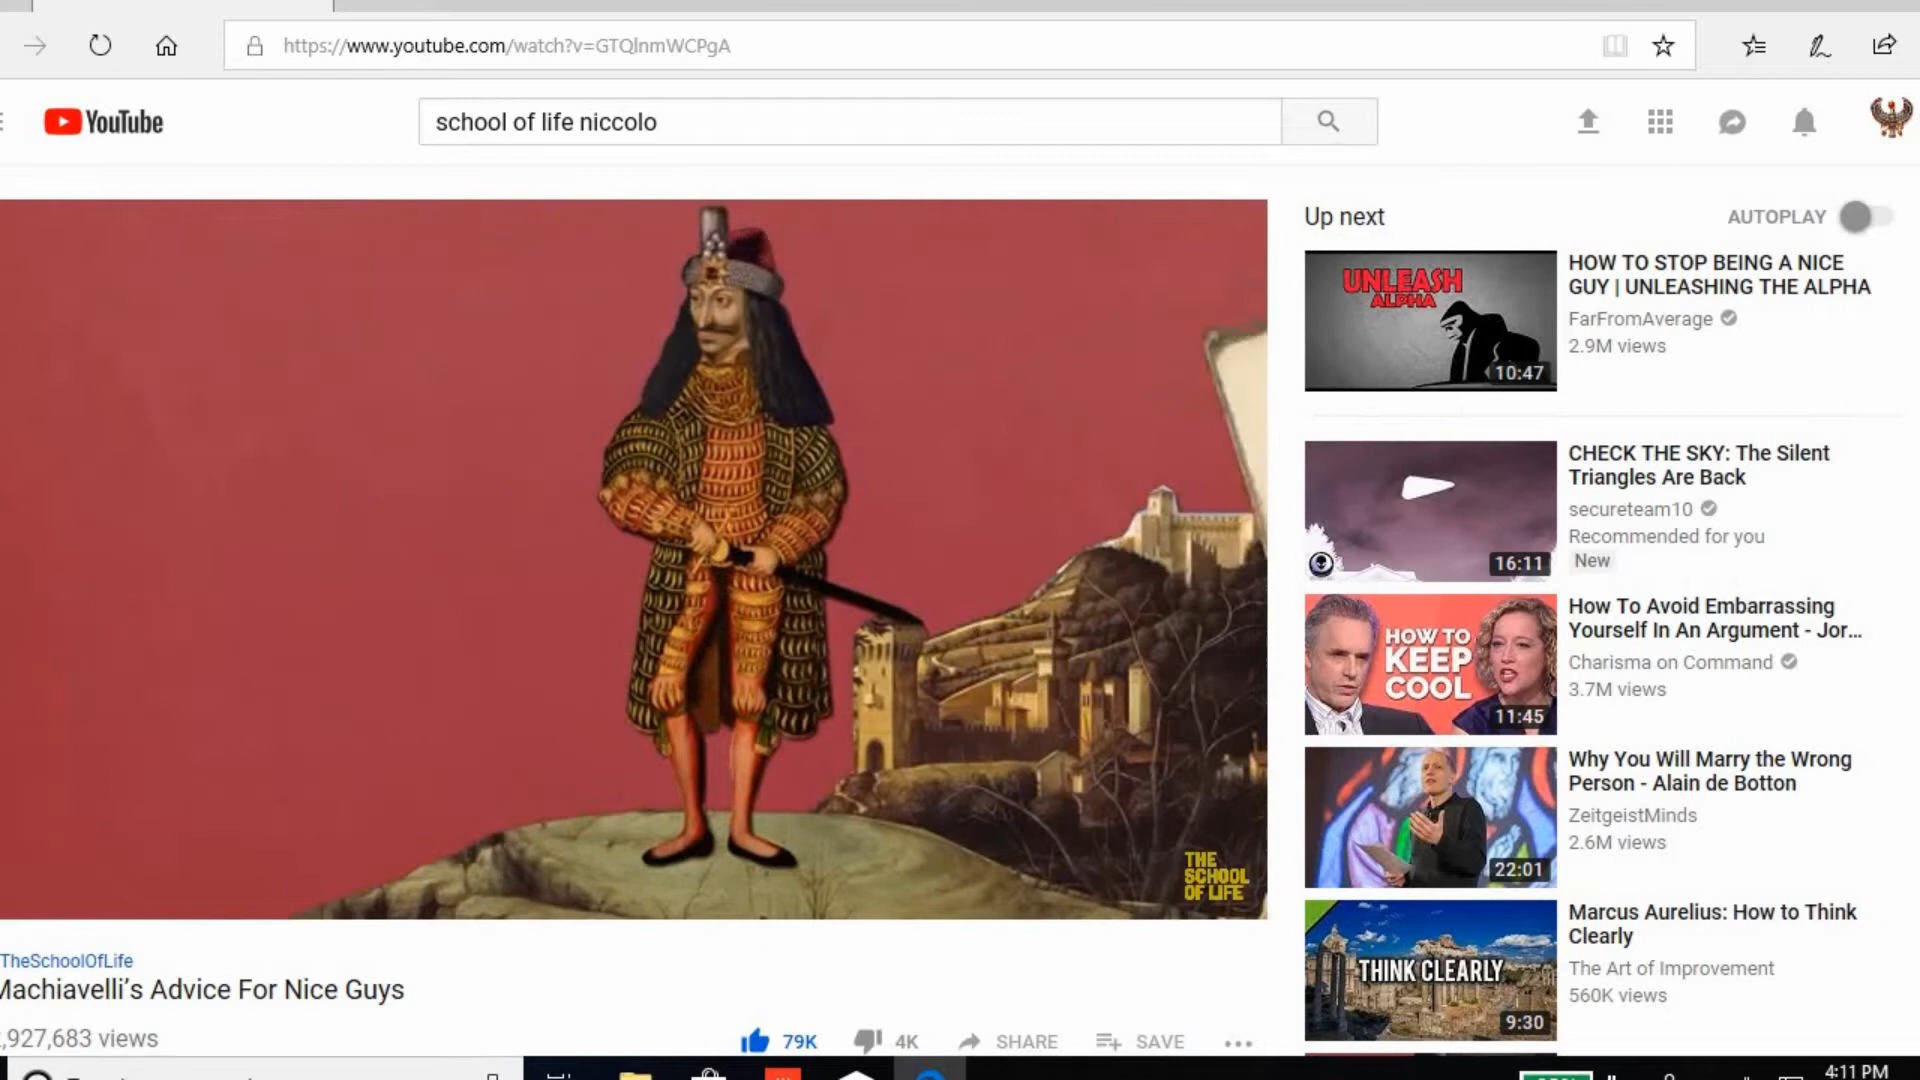 https://www.youtube.com/watch?v=GTQlnmWCPgA
YouTube
school of life niccolo
THE
SCHOOL
OF LIFE
#TheSchoolOfLife
Machiavelli's Advice For Nice Guys
,927,683 views
79K
4K
SHARE
SAVE
Up next
AUTOPLAY
UNLEASH
ALPHA
10:47
HOW TO STOP BEING A NICE
GUY | UNLEASHING THE ALPHA
FarFromAverage
2.9M views
16:11
CHECK THE SKY: The Silent
Triangles Are Back
secureteam10
Recommended for you
New
HOW TO
KEEP
COOL
11:45
How To Avoid Embarrassing
Yourself In An Argument - Jor...
Charisma on Command
3.7M views
22:01
Why You Will Marry the Wrong
Person - Alain de Botton
ZeitgeistMinds
2.6M views
THINK CLEARLY
9:30
Marcus Aurelius: How to Think
Clearly
The Art of Improvement
560K views
4:11 PM